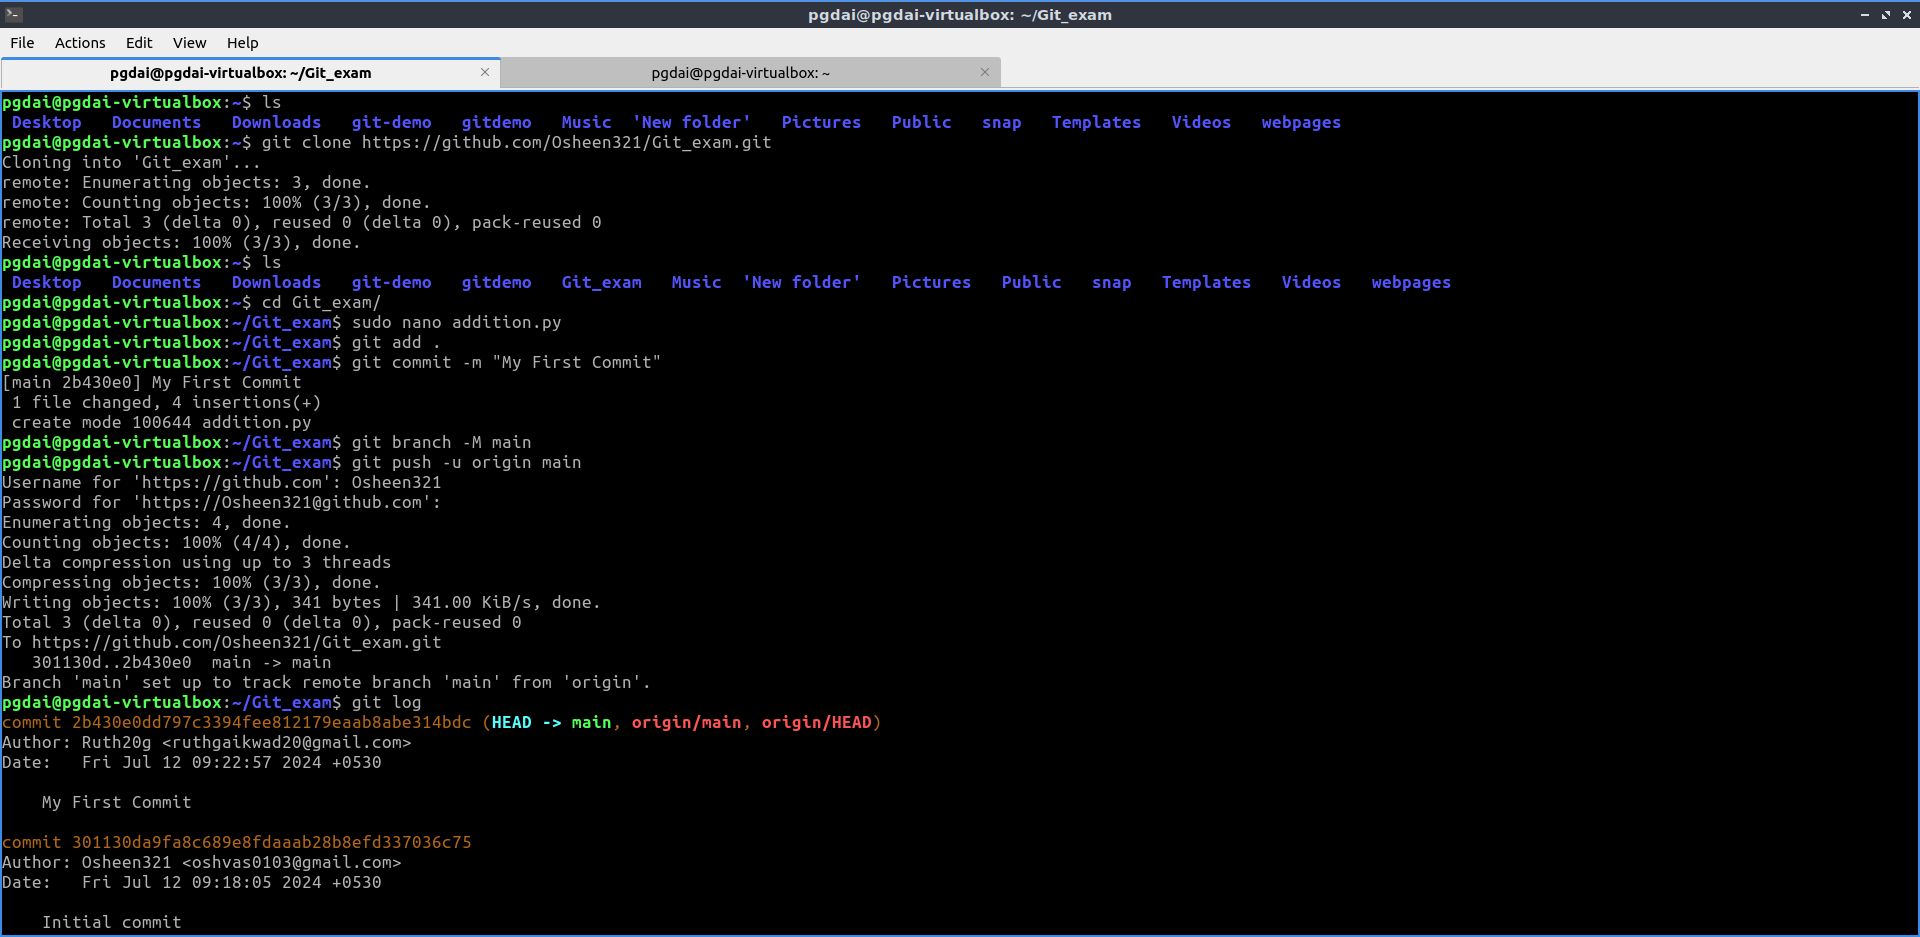 pgdai@pgdai-virtualbox: ~/Git_exam
File Actions Edit View Help
pgdai@pgdai-virtualbox: ~/Git_exam pgdai@pgdai-virtualbox: ~
pgdai@pgdai-virtualbox:~$ ls
Desktop Documents Downloads git-demo gitdemo Music 'New folder' Pictures Public snap Templates Videos webpages
pgdai@pgdai-virtualbox:~$ git clone https://github.com/Osheen321/Git_exam.git
Cloning into 'Git_exam'...
remote: Enumerating objects: 3, done.
remote: Counting objects: 100% (3/3), done.
remote: Total 3 (delta 0), reused 0 (delta 0), pack-reused 0
Receiving objects: 100% (3/3), done.
pgdai@pgdai-virtualbox:~$ ls
Desktop Documents Downloads git-demo gitdemo Git_exam Music 'New folder' Pictures Public snap Templates Videos webpages
pgdai@pgdai-virtualbox:~$ cd Git_exam/
pgdai@pgdai-virtualbox:~/Git_exam$ sudo nano addition.py
pgdai@pgdai-virtualbox:~/Git_exam$ git add .
pgdai@pgdai-virtualbox:~/Git_exam$ git commit -m "My First Commit"
[main 2b430e0] My First Commit
1 file changed, 4 insertions(+)
create mode 100644 addition.py
pgdai@pgdai-virtualbox:~/Git_exam$ git branch -M main
pgdai@pgdai-virtualbox:~/Git_exam$ git push -u origin main
Username for 'https://github.com': Osheen321
Password for 'https://Osheen321@github.com':
Enumerating objects: 4, done.
Counting objects: 100% (4/4), done.
Delta compression using up to 3 threads
Compressing objects: 100% (3/3), done.
Writing objects: 100% (3/3), 341 bytes | 341.00 KiB/s, done.
Total 3 (delta 0), reused 0 (delta 0), pack-reused 0
To https://github.com/Osheen321/Git_exam.git
301130d..2b430e0 main -> main
Branch 'main' set up to track remote branch 'main' from 'origin'.
pgdai@pgdai-virtualbox:~/Git_exam$ git log
commit 2b430e0dd797c3394fee812179eaab8abe314bdc (HEAD -> main, origin/main, origin/HEAD)
Author: Ruth20g <ruthgaikwad20@gmail.com>
Date: Fri Jul 12 09:22:57 2024 +0530
My First Commit
commit 301130da9fa8c689e8fdaaab28b8efd337036c75
Author: Osheen321 <oshvas0103@gmail.com>
Date: Fri Jul 12 09:18:05 2024 +0530
Initial commit